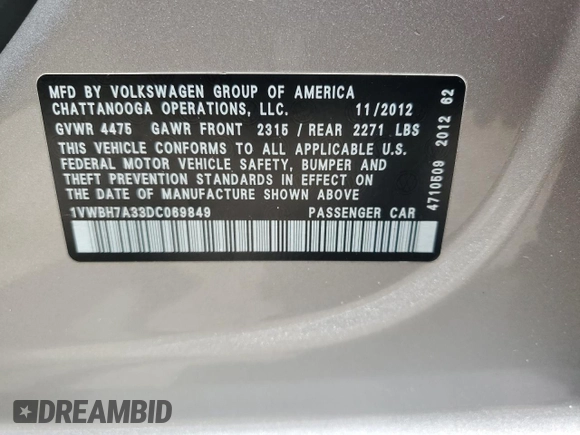 MFD BY VOLKSWAGEN GROUP OF AMERICA
CHATTANOOGA OPERATIONS, LLC. 11/2012
GVWR 4475 GAWR FRONT 2315 / REAR 2271 LBS
THIS VEHICLE CONFORMS TO ALL APPLICABLE U.S.
FEDERAL MOTOR VEHICLE SAFETY, BUMPER AND
THEFT PREVENTION STANDARDS IN EFFECT ON
THE DATE OF MANUFACTURE SHOWN ABOVE
1VWBH7A33DC069849 PASSENGER CAR
4710509 2012 62
DREAMBID